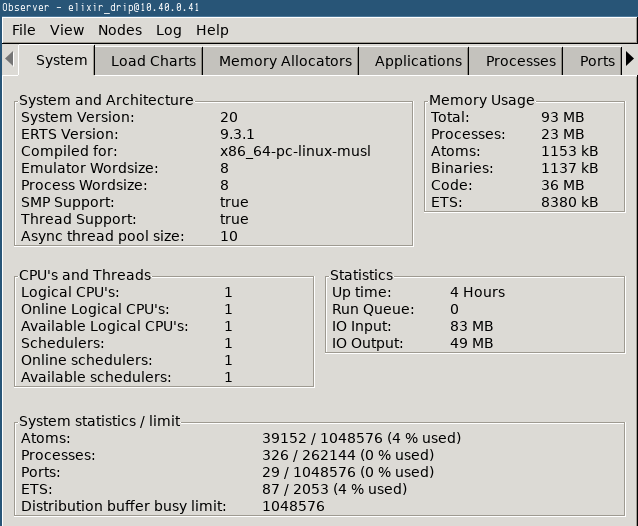 Observer - elixir_drip@10.40.0.41
File View Nodes Log Help
System Load Charts Memory Allocators Applications Processes Ports
System and Architecture
System Version: 20
ERTS Version: 9.3.1
Compiled for: x86_64-pc-linux-musl
Emulator Wordsize: 8
Process Wordsize: 8
SMP Support: true
Thread Support: true
Async thread pool size: 10
Memory Usage
Total: 93 MB
Processes: 23 MB
Atoms: 1153 kB
Binaries: 1137 kB
Code: 36 MB
ETS: 8380 kB
CPU's and Threads
Logical CPU's: 1
Online Logical CPU's: 1
Available Logical CPU's: 1
Schedulers: 1
Online schedulers: 1
Available schedulers: 1
Statistics
Up time: 4 Hours
Run Queue: 0
IO Input: 83 MB
IO Output: 49 MB
System statistics / limit
Atoms: 39152 / 1048576 (4 % used)
Processes: 326 / 262144 (0 % used)
Ports: 29 / 1048576 (0 % used)
ETS: 87 / 2053 (4 % used)
Distribution buffer busy limit: 1048576